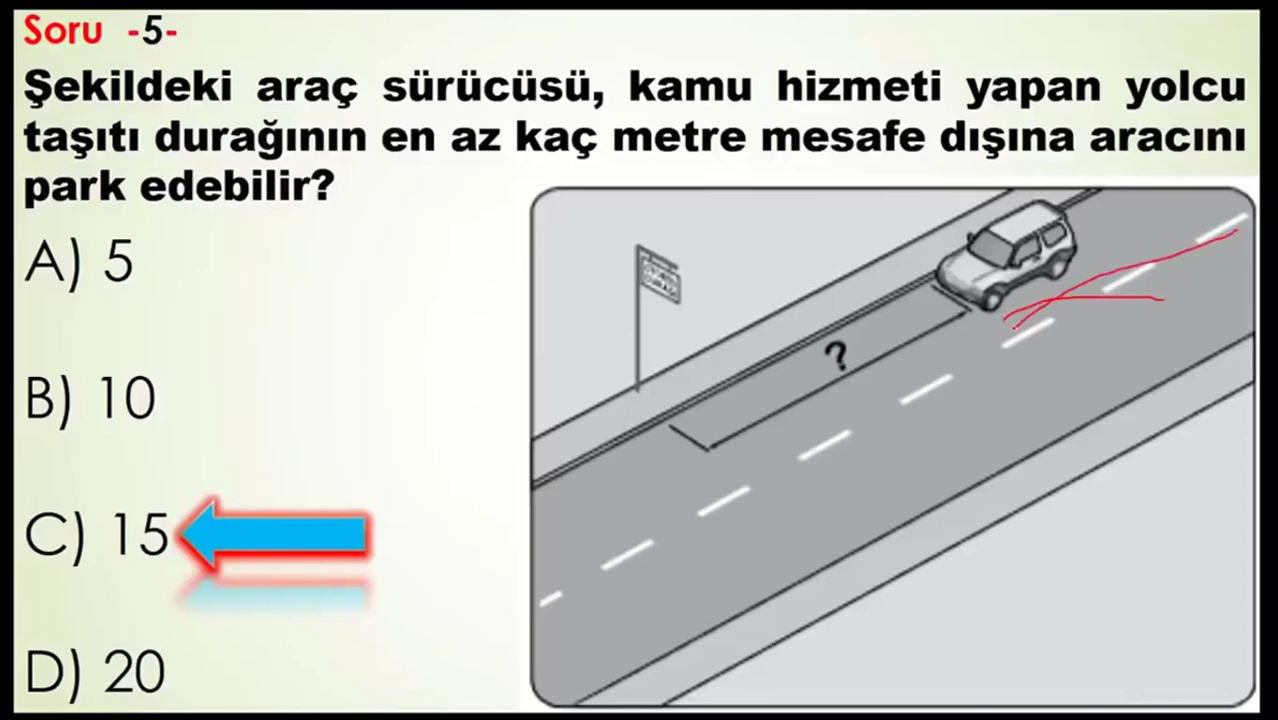 Soru -5-
Şekildeki araç sürücüsü, kamu hizmeti yapan yolcu
taşıtı durağının en az kaç metre mesafe dışına aracını
park edebilir?
A) 5
B) 10
C) 15
D) 20
?